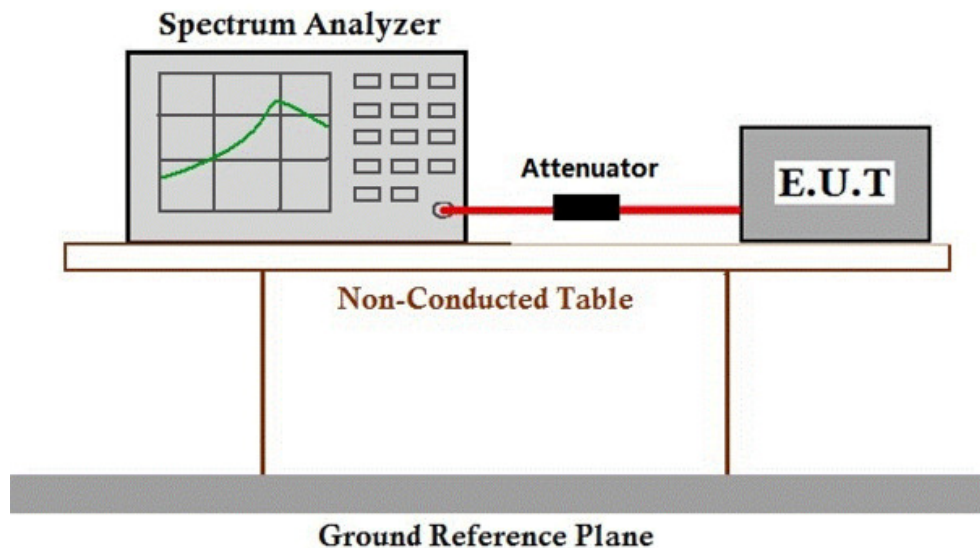 Spectrum Analyzer
Attenuator
E.U.T
Non-Conducted Table
Ground Reference Plane